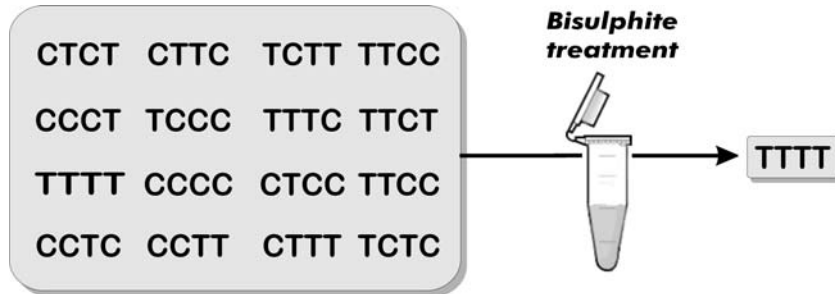 Bisulphite
treatment
CTCT CTTC TCTT TTCC
CCCT TCCC TTTC TTCT
TTTT CCCC CTCC TTCC
CCTC CCTT CTTT TCTC
TTTT